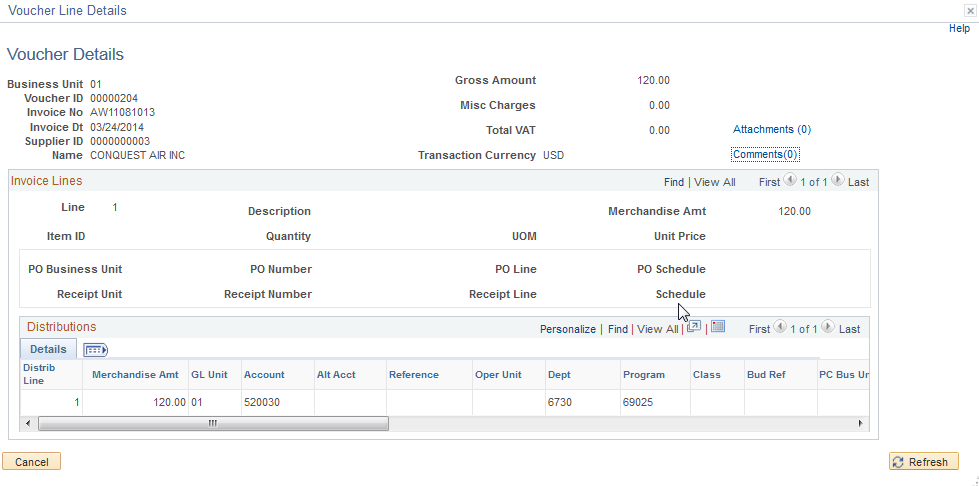 Voucher Line Details
Help
Voucher Details
Business Unit 01
Voucher ID 00000204
Invoice No AW11081013
Invoice Dt 03/24/2014
Supplier ID 0000000003
Name CONQUEST AIR INC
Gross Amount 120.00
Misc Charges 0.00
Total VAT 0.00
Attachments (0)
Transaction Currency USD
Comments(0)
Invoice Lines
Find | View All First 1 of 1 Last
Line 1 Description Merchandise Amt 120.00
Item ID Quantity UOM Unit Price
PO Business Unit PO Number PO Line PO Schedule
Receipt Unit Receipt Number Receipt Line Schedule
Distributions
Personalize | Find | View All | | First 1 of 1 Last
Details
Distrib Line Merchandise Amt GL Unit Account Alt Acct Reference Oper Unit Dept Program Class Bud Ref PC Bus Un
1 120.00 01 520030 6730 69025
Cancel
Refresh